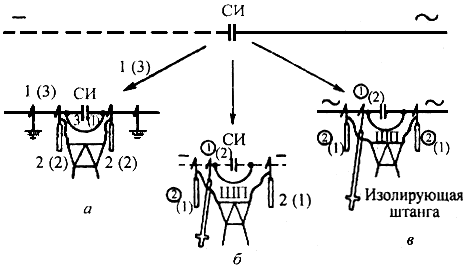 СИ
1 (3)
1 (3)
СИ
3 (1)
2 (2)
2 (2)
а
1
(2)
СИ
2
(1)
ШП
2 (1)
б
1
(2)
2
(1)
ШП
2
(1)
Изолирующая
штанга
в